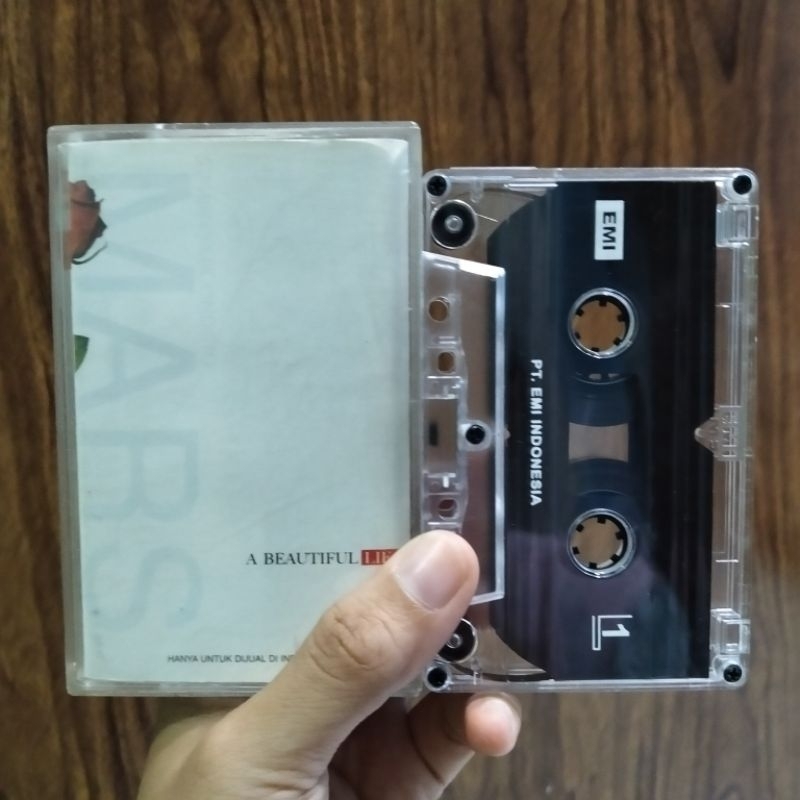 MARS
A BEAUTIFUL
HANYA UNTUK DIJUAL DI
EMI
PT. EMI INDONESIA
1